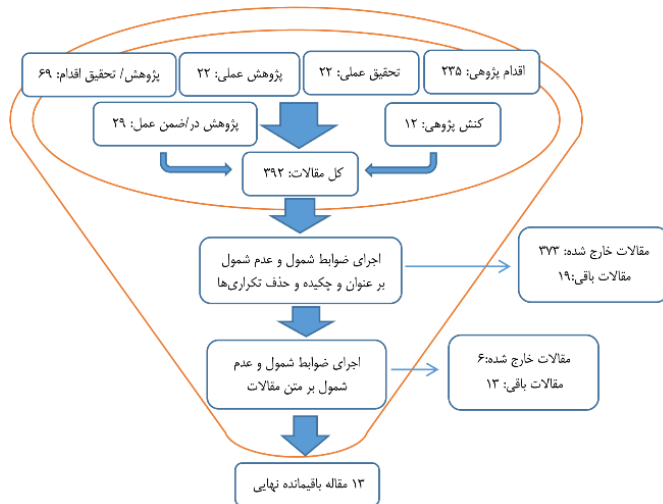 اقدام پژوهی: ۲۳۵
تحقیق عملی: ۲۲
پژوهش عملی: ۲۲
پژوهش/ تحقیق اقدام: ۶۹
کنش پژوهی: ۱۲
پژوهش در/ضمن عمل: ۲۹
کل مقالات: ۳۹۲
اجرای ضوابط شمول و عدم شمول
بر عنوان و چکیده و حذف تکراری‌ها
مقالات خارج شده: ۳۷۳
مقالات باقی:۱۹
اجرای ضوابط شمول و عدم
شمول بر متن مقالات
مقالات خارج شده:۶
مقالات باقی: ۱۳
۱۳ مقاله باقیمانده نهایی